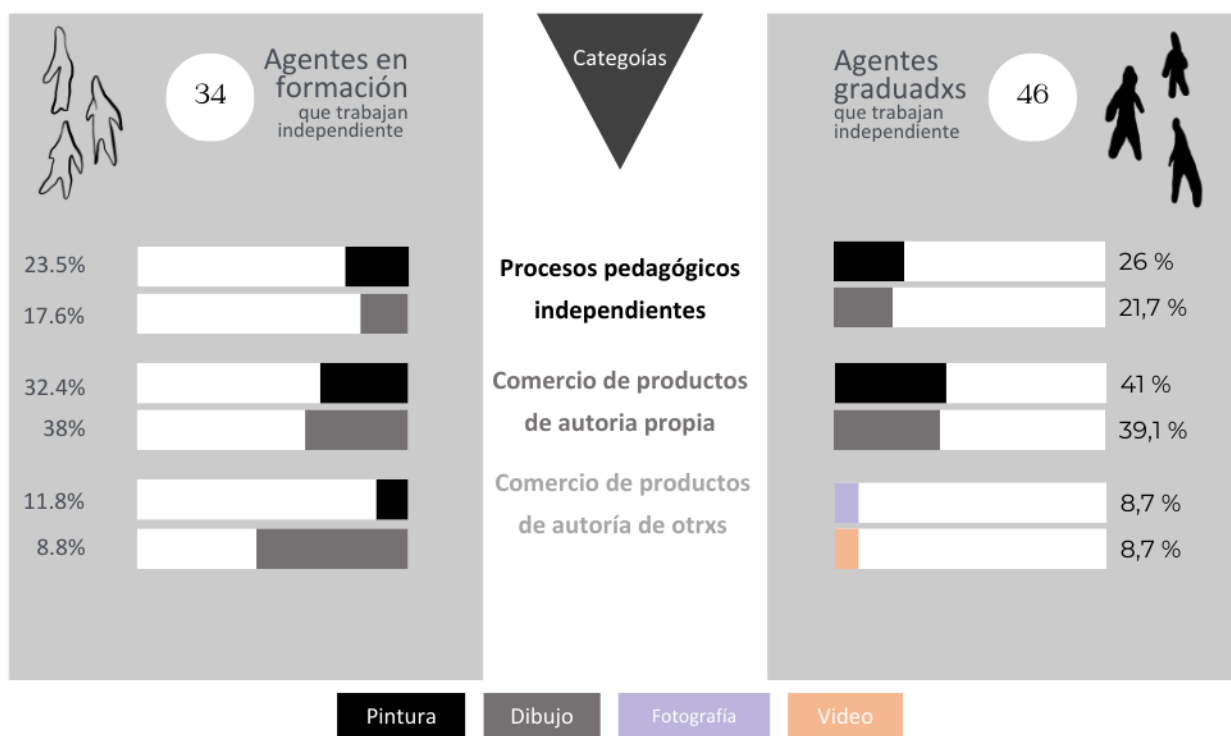 34
Agentes en
formación
que trabajan
independiente
Categoías
Agentes
graduadxs
que trabajan
independiente
46
23.5%
17.6%
Procesos pedagógicos
independientes
26 %
21,7 %
32.4%
38%
Comercio de productos
de autoria propia
41 %
39,1 %
11.8%
8.8%
Comercio de productos
de autoría de otrxs
8,7 %
8,7 %
Pintura
Dibujo
Fotografía
Video